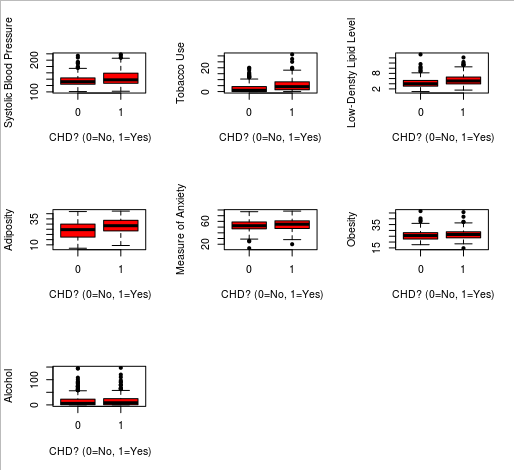 Systolic Blood Pressure
200
100
0 1
CHD? (0=No, 1=Yes)
Tobacco Use
20
0
0 1
CHD? (0=No, 1=Yes)
Low-Densty Lipid Level
8
2
0 1
CHD? (0=No, 1=Yes)
Adiposity
35
10
0 1
CHD? (0=No, 1=Yes)
Measure of Anxiety
60
20
0 1
CHD? (0=No, 1=Yes)
Obesity
35
15
0 1
CHD? (0=No, 1=Yes)
Alcohol
100
0
0 1
CHD? (0=No, 1=Yes)